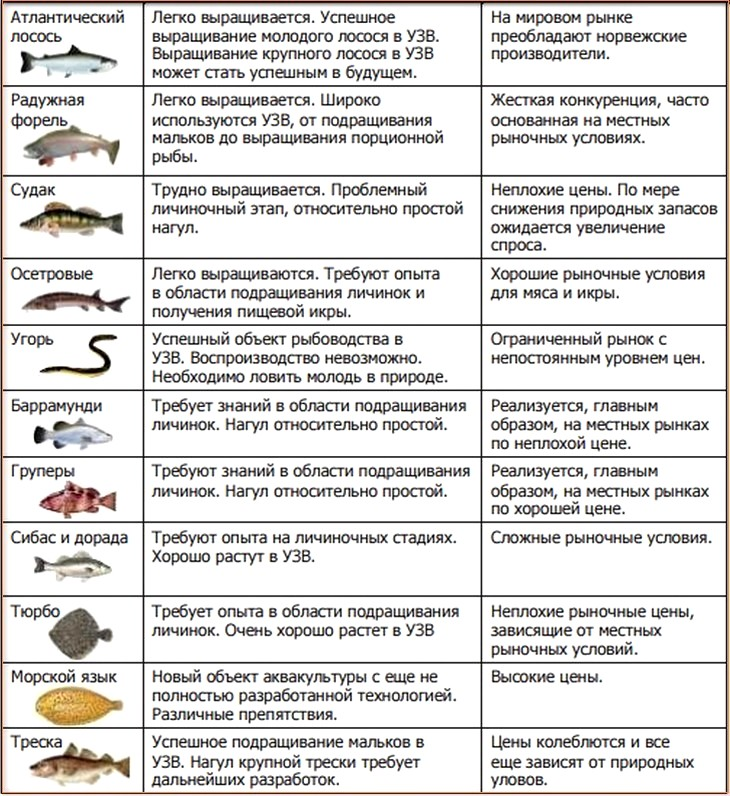 Атлантический
лосось
Легко выращивается. Успешное
выращивание молодого лосося в УЗВ.
Выращивание крупного лосося в УЗВ
может стать успешным в будущем.
На мировом рынке
преобладают норвежские
производители.
Радужная
форель
Легко выращивается. Широко
используются УЗВ, от подращивания
мальков до выращивания порционной
рыбы.
Жесткая конкуренция, часто
основанная на местных
рыночных условиях.
Судак
Трудно выращивается. Проблемный
личиночный этап, относительно простой
нагул.
Неплохие цены. По мере
снижения природных запасов
ожидается увеличение
спроса.
Осетровые
Легко выращиваются. Требуют опыта
в области подращивания личинок и
получения пищевой икры.
Хорошие рыночные условия
для мяса и икры.
Угорь
Успешный объект рыбоводства в
УЗВ. Воспроизводство невозможно.
Необходимо ловить молодь в природе.
Ограниченный рынок с
непостоянным уровнем цен.
Баррамунди
Требует знаний в области подращивания
личинок. Нагул относительно простой.
Реализуется, главным
образом, на местных рынках
по неплохой цене.
Груперы
Требуют знаний в области подращивания
личинок. Нагул относительно простой.
Реализуется, главным
образом, на местных рынках
по хорошей цене.
Сибас и дорада
Требуют опыта на личиночных стадиях.
Хорошо растут в УЗВ.
Сложные рыночные условия.
Тюрбо
Требует опыта в области подращивания
личинок. Очень хорошо растет в УЗВ
Неплохие рыночные цены,
зависящие от местных
рыночных условий.
Морской язык
Новый объект аквакультуры с еще не
полностью разработанной технологией.
Различные препятствия.
Высокие цены.
Треска
Успешное подращивание мальков в
УЗВ. Нагул крупной трески требует
дальнейших разработок.
Цены колеблются и все
еще зависят от природных
уловов.